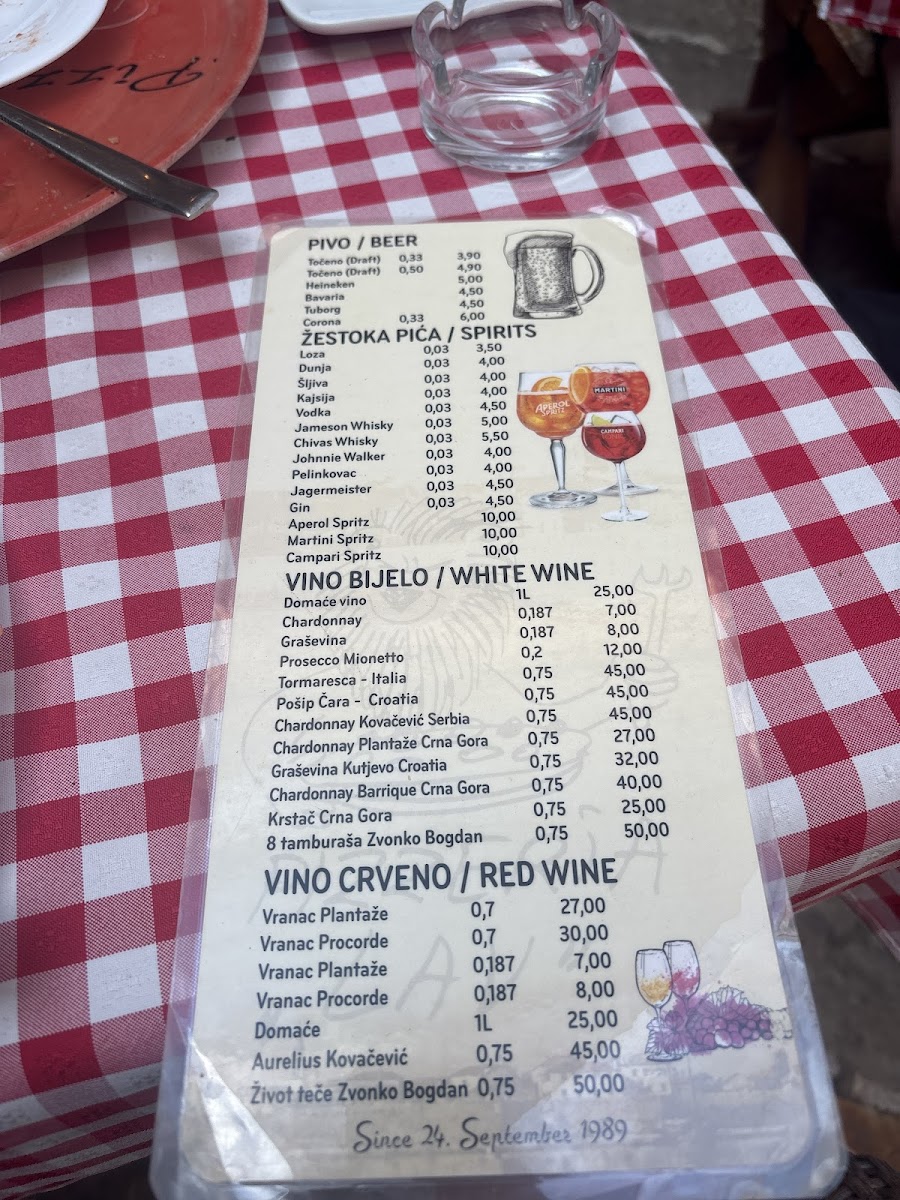 Pizz
PIVO / BEER
Točeno (Draft) 0,33 3,90
Točeno (Draft) 0,50 4,90
Heineken 5,00
Bavaria 4,50
Tuborg 4,50
Corona 0,33 6,00
ŽESTOKA PIĆA / SPIRITS
Loza 0,03 3,50
Dunja 0,03 4,00
Šljiva 0,03 4,00
Kajsija 0,03 4,00
Vodka 0,03 4,50
Jameson Whisky 0,03 5,00
Chivas Whisky 0,03 5,50
Johnnie Walker 0,03 4,00
Pelinkovac 0,03 4,00
Jagermeister 0,03 4,50
Gin 0,03 4,50
Aperol Spritz 10,00
Martini Spritz 10,00
Campari Spritz 10,00
APEROL
SPRITZ
MARTINI
CAMPARI
VINO BIJELO / WHITE WINE
Domaće vino 1L 25,00
Chardonnay 0,187 7,00
Graševina 0,187 8,00
Prosecco Mionetto 0,2 12,00
Tormaresca - Italia 0,75 45,00
Pošip Čara - Croatia 0,75 45,00
Chardonnay Kovačević Serbia 0,75 45,00
Chardonnay Plantaže Crna Gora 0,75 27,00
Graševina Kutjevo Croatia 0,75 32,00
Chardonnay Barrique Crna Gora 0,75 40,00
Krstač Crna Gora 0,75 25,00
8 tamburaša Zvonko Bogdan 0,75 50,00
VINO CRVENO / RED WINE
Vranac Plantaže 0,7 27,00
Vranac Procorde 0,7 30,00
Vranac Plantaže 0,187 7,00
Vranac Procorde 0,187 8,00
Domaće 1L 25,00
Aurelius Kovačević 0,75 45,00
Život teče Zvonko Bogdan 0,75 50,00
Since 24. September 1989